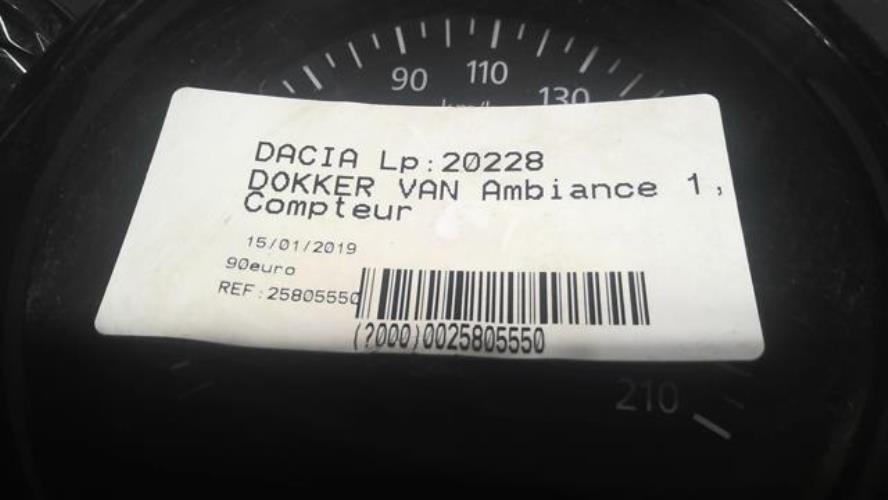 90 110 130
DACIA Lp:20228
DOKKER VAN Ambiance 1,
Compteur
15/01/2019
90euro
REF:25805550
(?000)0025805550
210